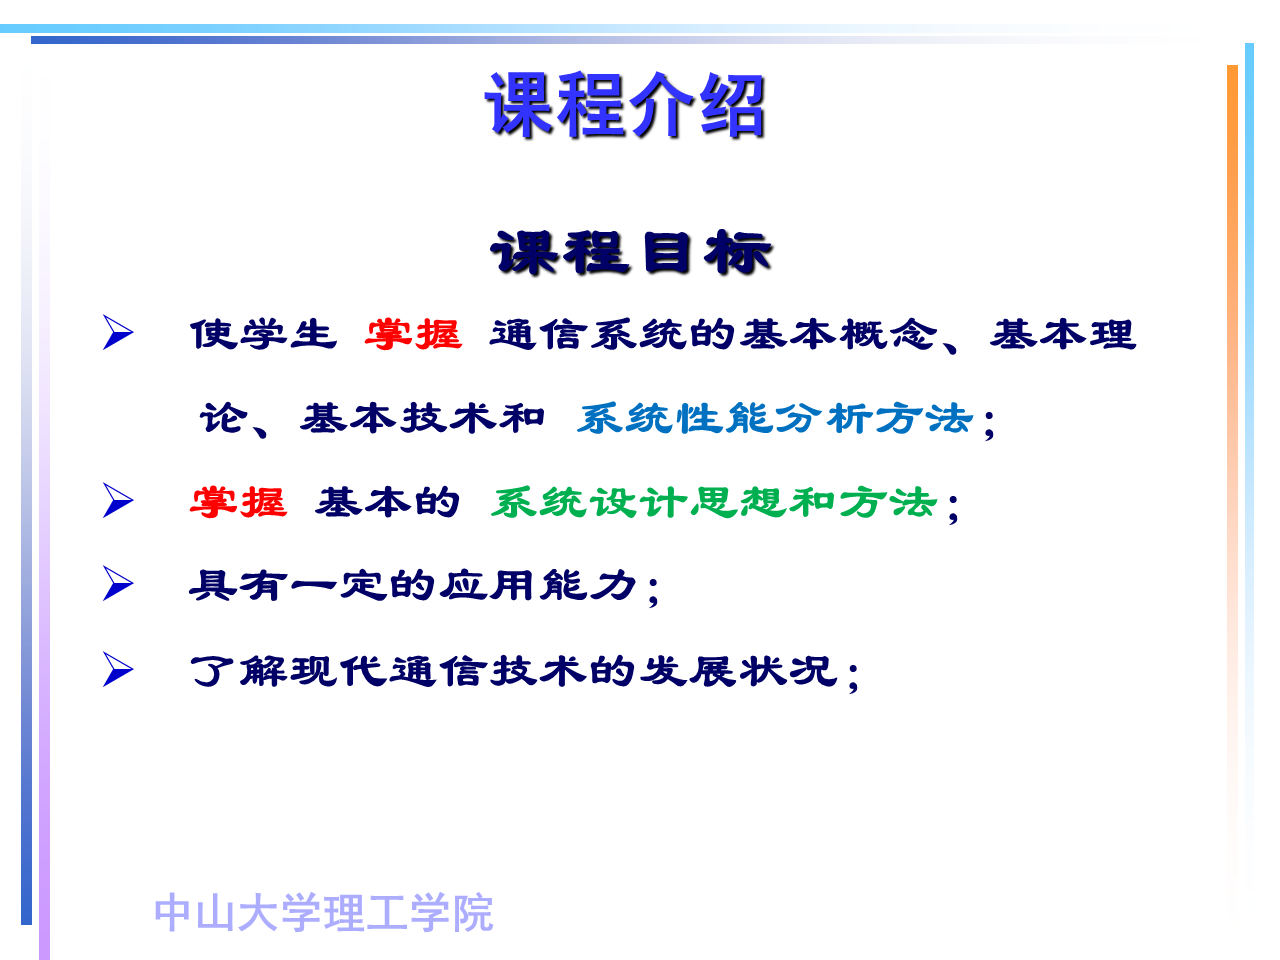 课程介绍
课程目标
使学生 掌握 通信系统的基本概念、基本理
论、基本技术和 系统性能分析方法;
掌握 基本的 系统设计思想和方法;
具有一定的应用能力;
了解现代通信技术的发展状况;
中山大学理工学院